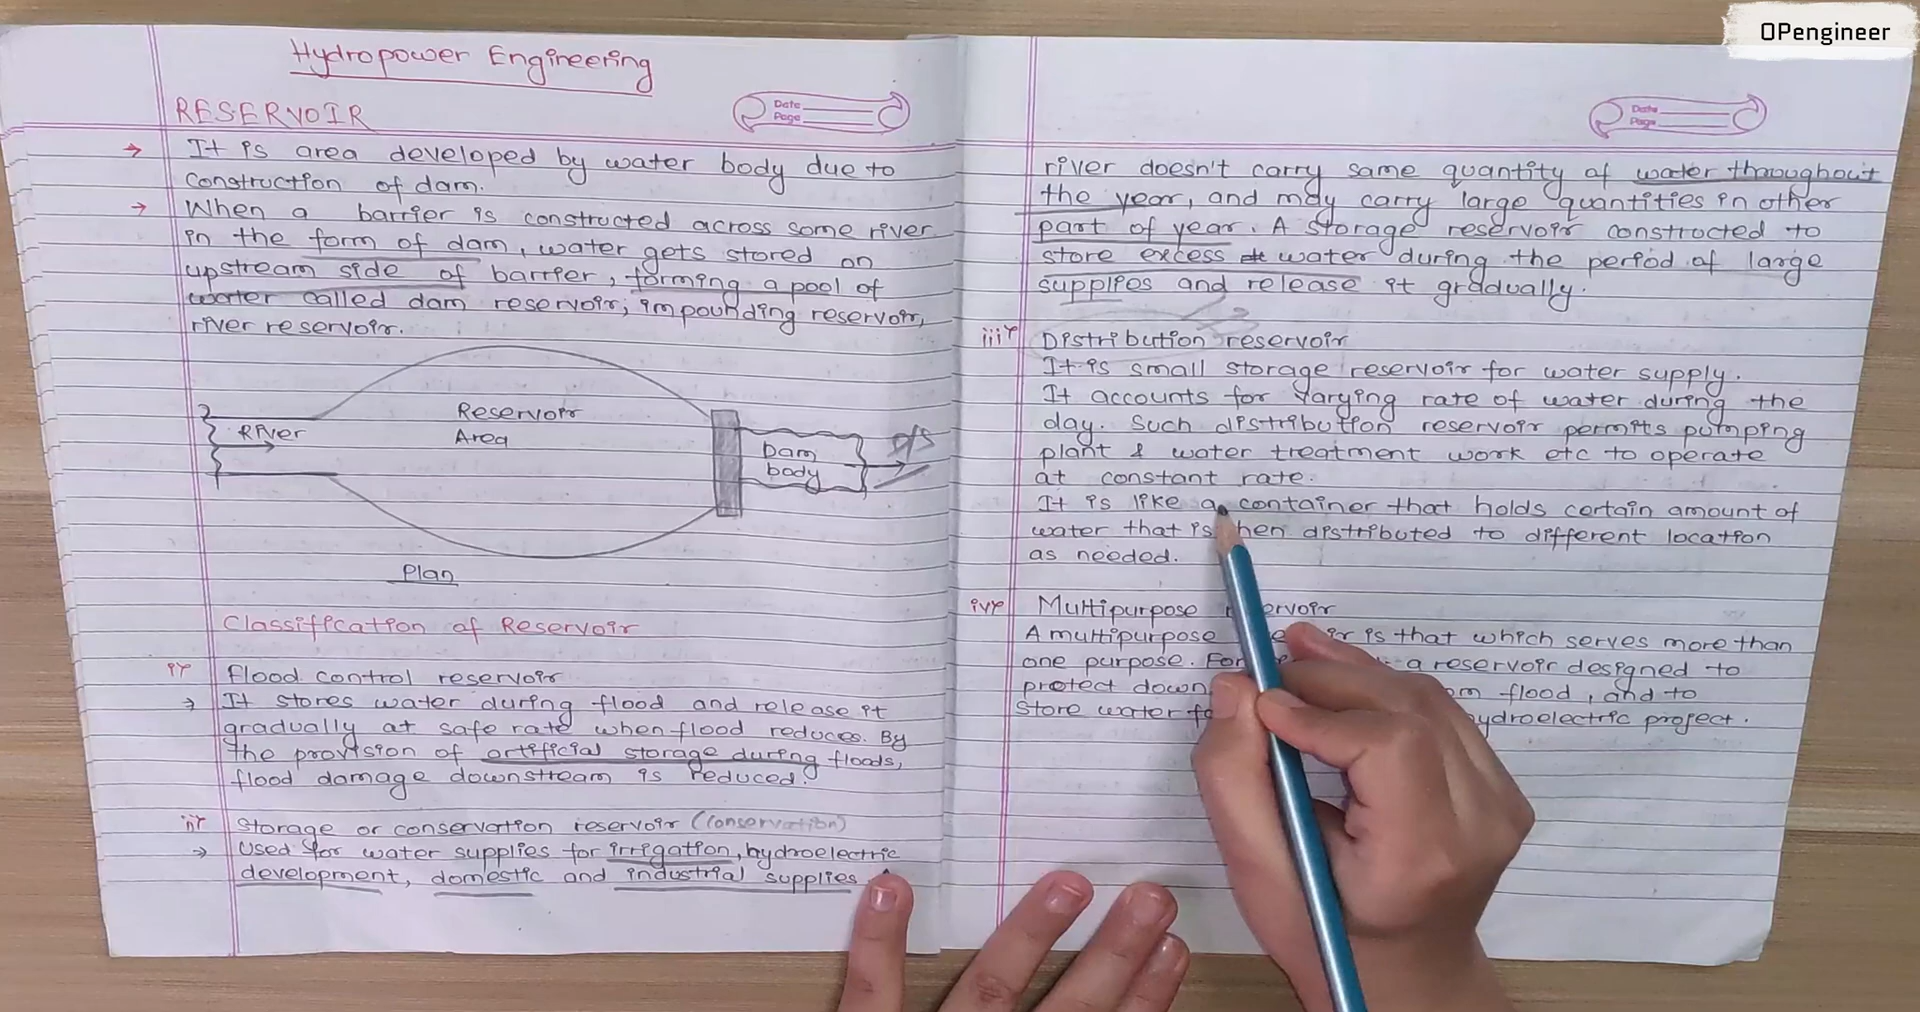 OPengineer
Hydropower Engineering
RESERVOIR
Date
Page
→ It is area developed by water body due to
construction of dam.
→ When a barrier is constructed across some river
in the form of dam, water gets stored on
upstream side of barrier, forming a pool of
water called dam reservoir, impounding reservoir,
river reservoir.
Reservoir
Area
River
Dam
body
D/S
Plan
Classification of Reservoir
i) Flood control reservoir
→ It stores water during flood and release it
gradually at safe rate when flood reduces. By
the provision of artificial storage during floods,
flood damage downstream is reduced.
ii) Storage or conservation reservoir (conservation)
→ Used for water supplies for irrigation, hydroelectric
development, domestic and industrial supplies.
Date
Page
river doesn't carry same quantity of water throughout
the year, and may carry large quantities in other
part of year. A storage reservoir constructed to
store excess water during the period of large
supplies and release it gradually.
iii) Distribution reservoir
It is small storage reservoir for water supply.
It accounts for varying rate of water during the
day. Such distribution reservoir permits pumping
plant & water treatment work etc to operate
at constant rate.
It is like a container that holds certain amount of
water that is then distributed to different location
as needed.
iv) Multipurpose
A multipurpose is that which serves more than
one purpose. a reservoir designed to
protect flood, and to
store water project.